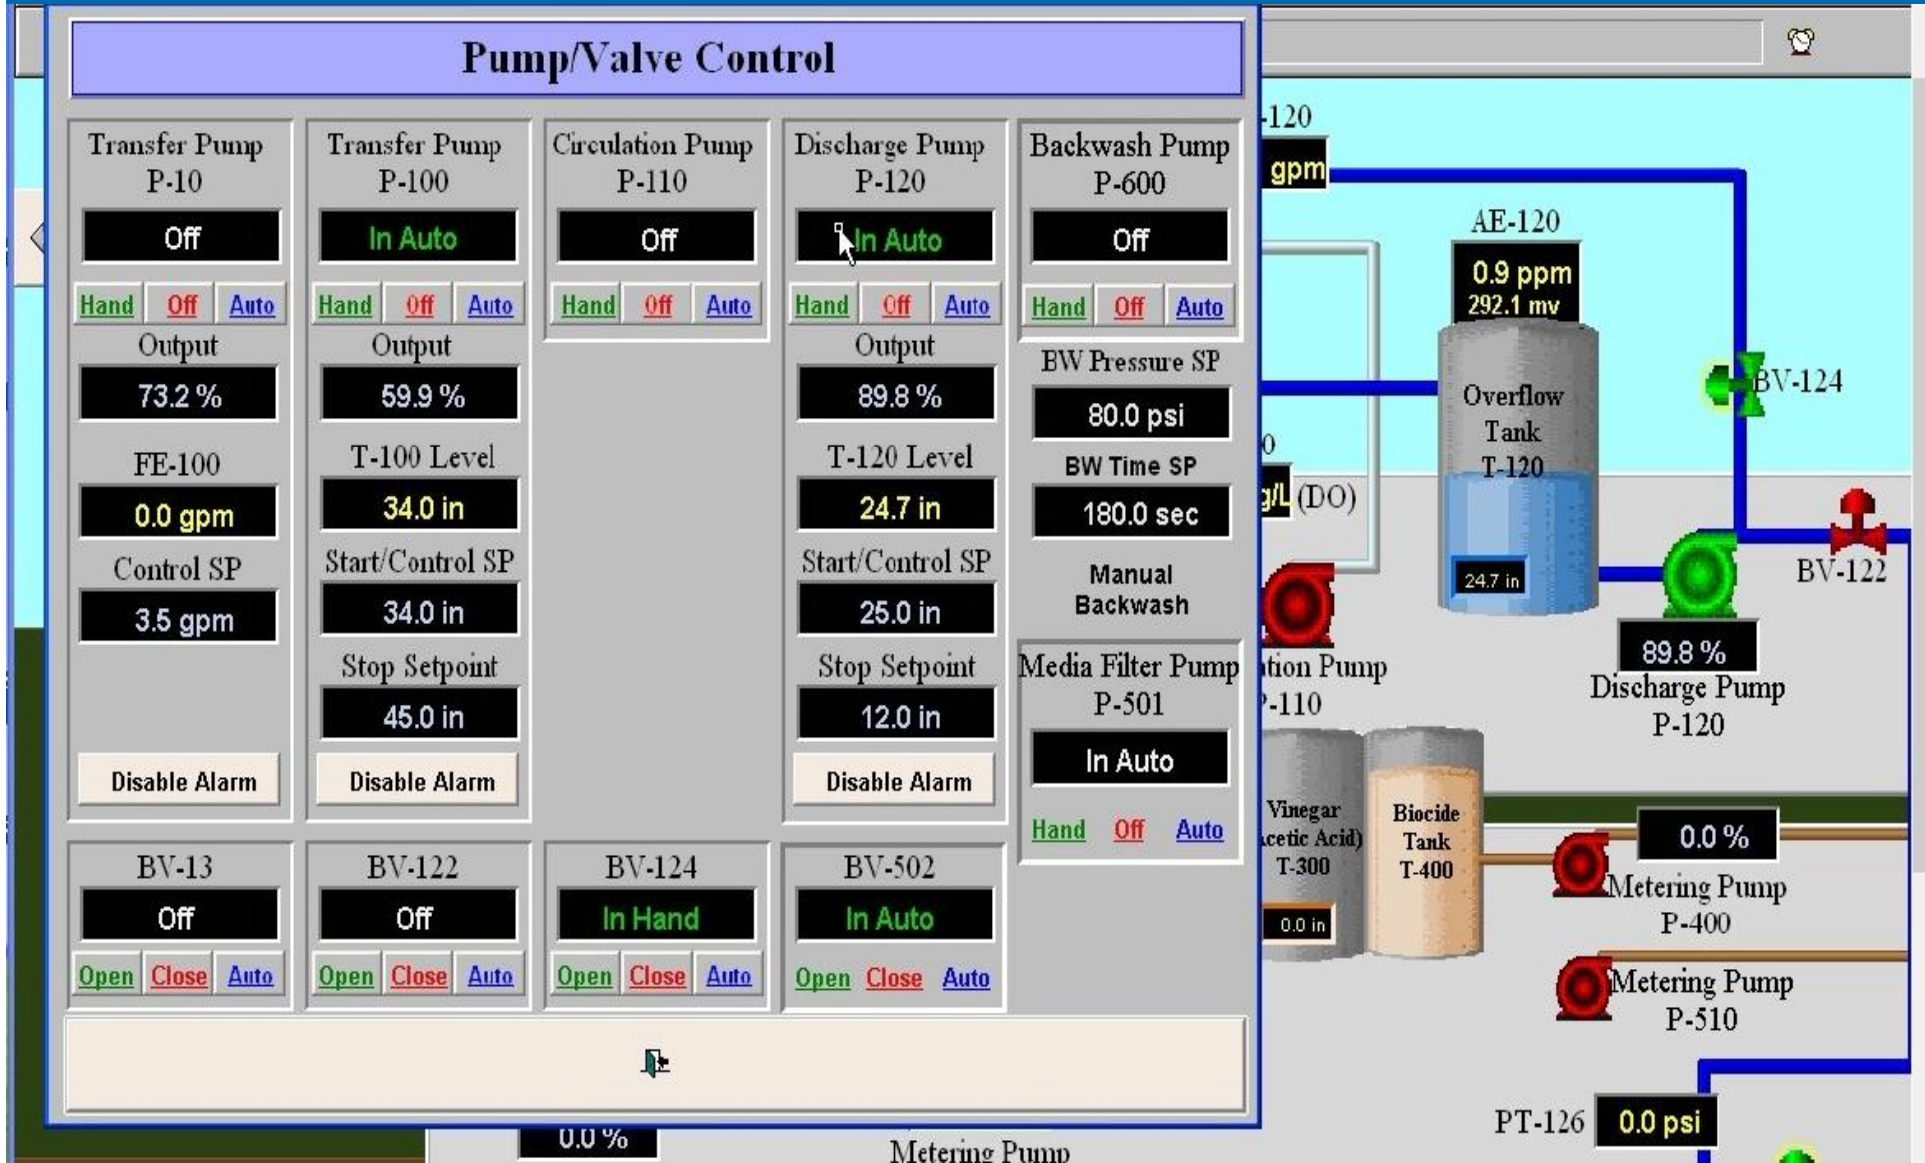 Pump/Valve Control
Transfer Pump
P-10
Off
Hand Off Auto
Output
73.2 %
FE-100
0.0 gpm
Control SP
3.5 gpm
Disable Alarm
Transfer Pump
P-100
In Auto
Hand Off Auto
Output
59.9 %
T-100 Level
34.0 in
Start/Control SP
34.0 in
Stop Setpoint
45.0 in
Disable Alarm
Circulation Pump
P-110
Off
Hand Off Auto
Discharge Pump
P-120
In Auto
Hand Off Auto
Output
89.8 %
T-120 Level
24.7 in
Start/Control SP
25.0 in
Stop Setpoint
12.0 in
Disable Alarm
Backwash Pump
P-600
Off
Hand Off Auto
BW Pressure SP
80.0 psi
BW Time SP
180.0 sec
Manual
Backwash
Media Filter Pump
P-501
In Auto
Hand Off Auto
BV-13
Off
Open Close Auto
BV-122
Off
Open Close Auto
BV-124
In Hand
Open Close Auto
BV-502
In Auto
Open Close Auto
-120
gpm
AE-120
0.9 ppm
292.1 mv
Overflow
Tank
T-120
24.7 in
BV-124
BV-122
0
g/L (DO)
ation Pump
P-110
89.8 %
Discharge Pump
P-120
Vinegar
(Acetic Acid)
T-300
0.0 in
Biocide
Tank
T-400
0.0 %
Metering Pump
P-400
Metering Pump
P-510
PT-126 0.0 psi
0.0 %
Metering Pump